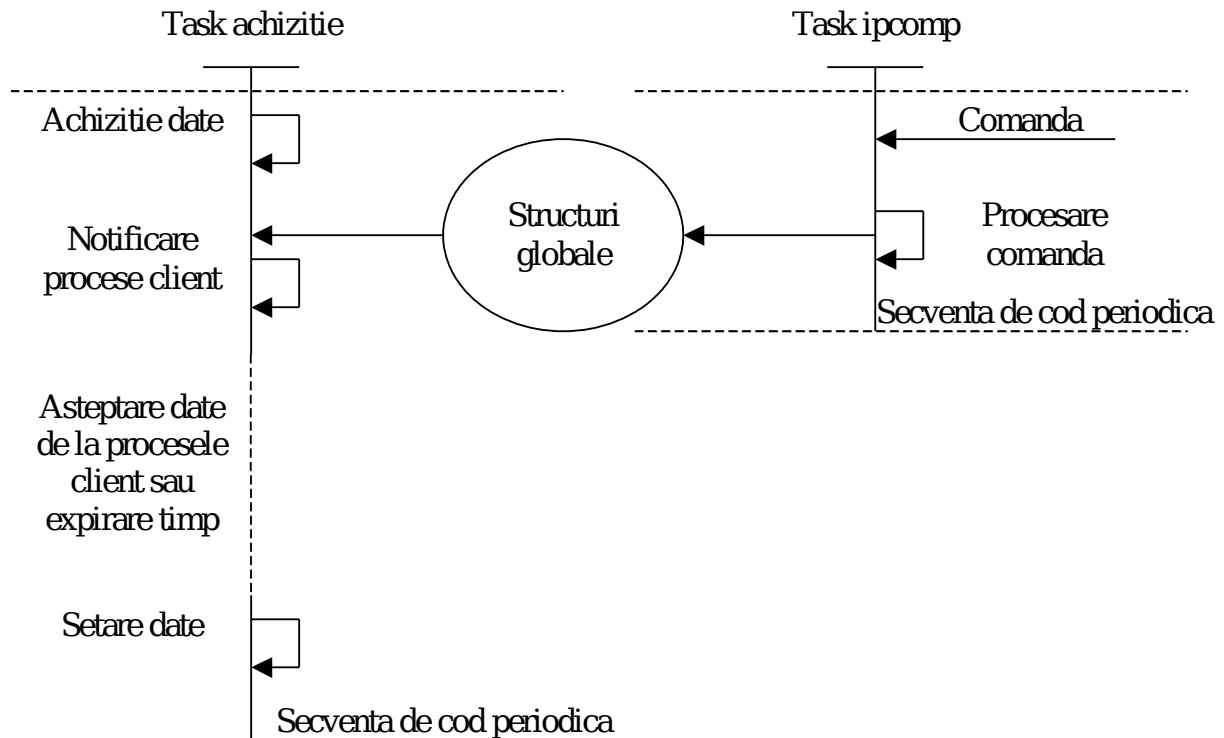 Task achizitie
Task ipcomp
Achizitie date
Comanda
Structuri
globale
Procesare
comanda
Notificare
procese client
Secventa de cod periodica
Asteptare date
de la procesele
client sau
expirare timp
Setare date
Secventa de cod periodica